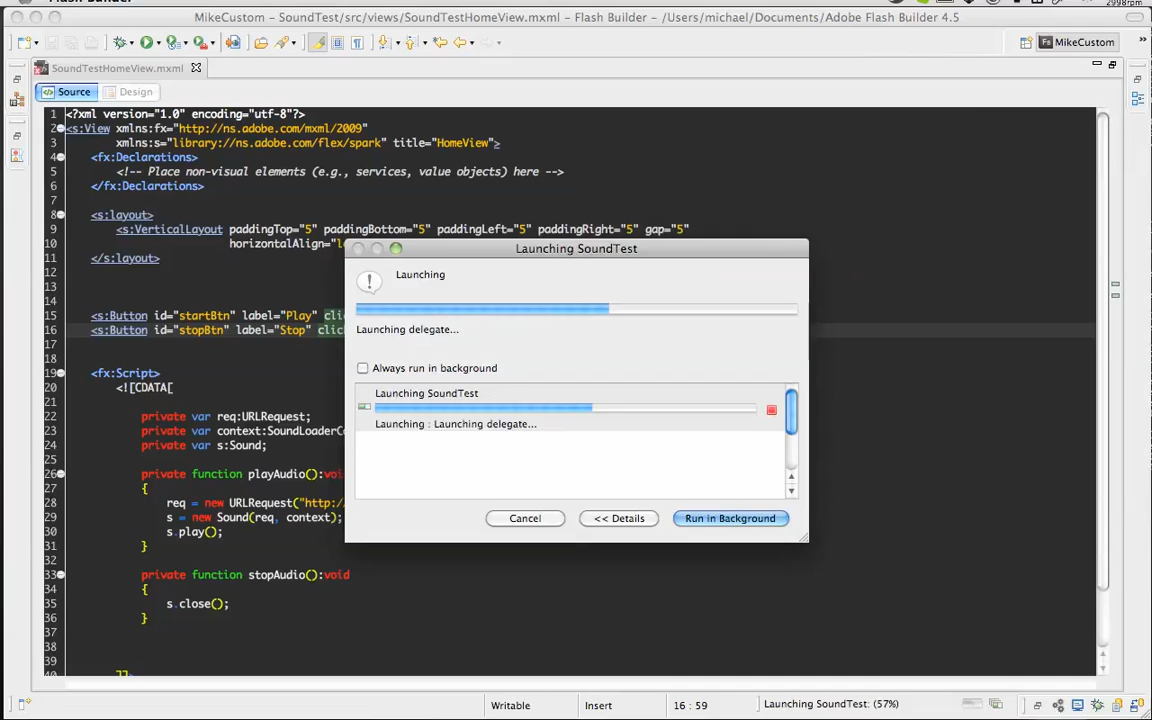 Flash Builder
2998rpm
MikeCustom – SoundTest/src/views/SoundTestHomeView.mxml – Flash Builder – /Users/michael/Documents/Adobe Flash Builder 4.5
Fs MikeCustom
SoundTestHomeView.mxml
Source Design
1 <?xml version="1.0" encoding="utf-8"?>
2 <s:View xmlns:fx="http://ns.adobe.com/mxml/2009"
3 xmlns:s="library://ns.adobe.com/flex/spark" title="HomeView">
4 <fx:Declarations>
5 <!-- Place non-visual elements (e.g., services, value objects) here -->
6 </fx:Declarations>
7
8 <s:layout>
9 <s:VerticalLayout paddingTop="5" paddingBottom="5" paddingLeft="5" paddingRight="5" gap="5"
10 horizontalAlign="
11 </s:layout>
12
13
14
15 <s:Button id="startBtn" label="Play" cli
16 <s:Button id="stopBtn" label="Stop" click
17
18
19 <fx:Script>
20 <![CDATA[
21
22 private var req:URLRequest;
23 private var context:SoundLoaderCo
24 private var s:Sound;
25
26 private function playAudio():voi
27 {
28 req = new URLRequest("http:/
29 s = new Sound(req, context);
30 s.play();
31 }
32
33 private function stopAudio():void
34 {
35 s.close();
36 }
37
38
39 ]]>
Launching SoundTest
Launching
Launching delegate...
Always run in background
Launching SoundTest
Launching : Launching delegate...
Cancel << Details Run in Background
Writable Insert 16 : 59 Launching SoundTest: (57%)